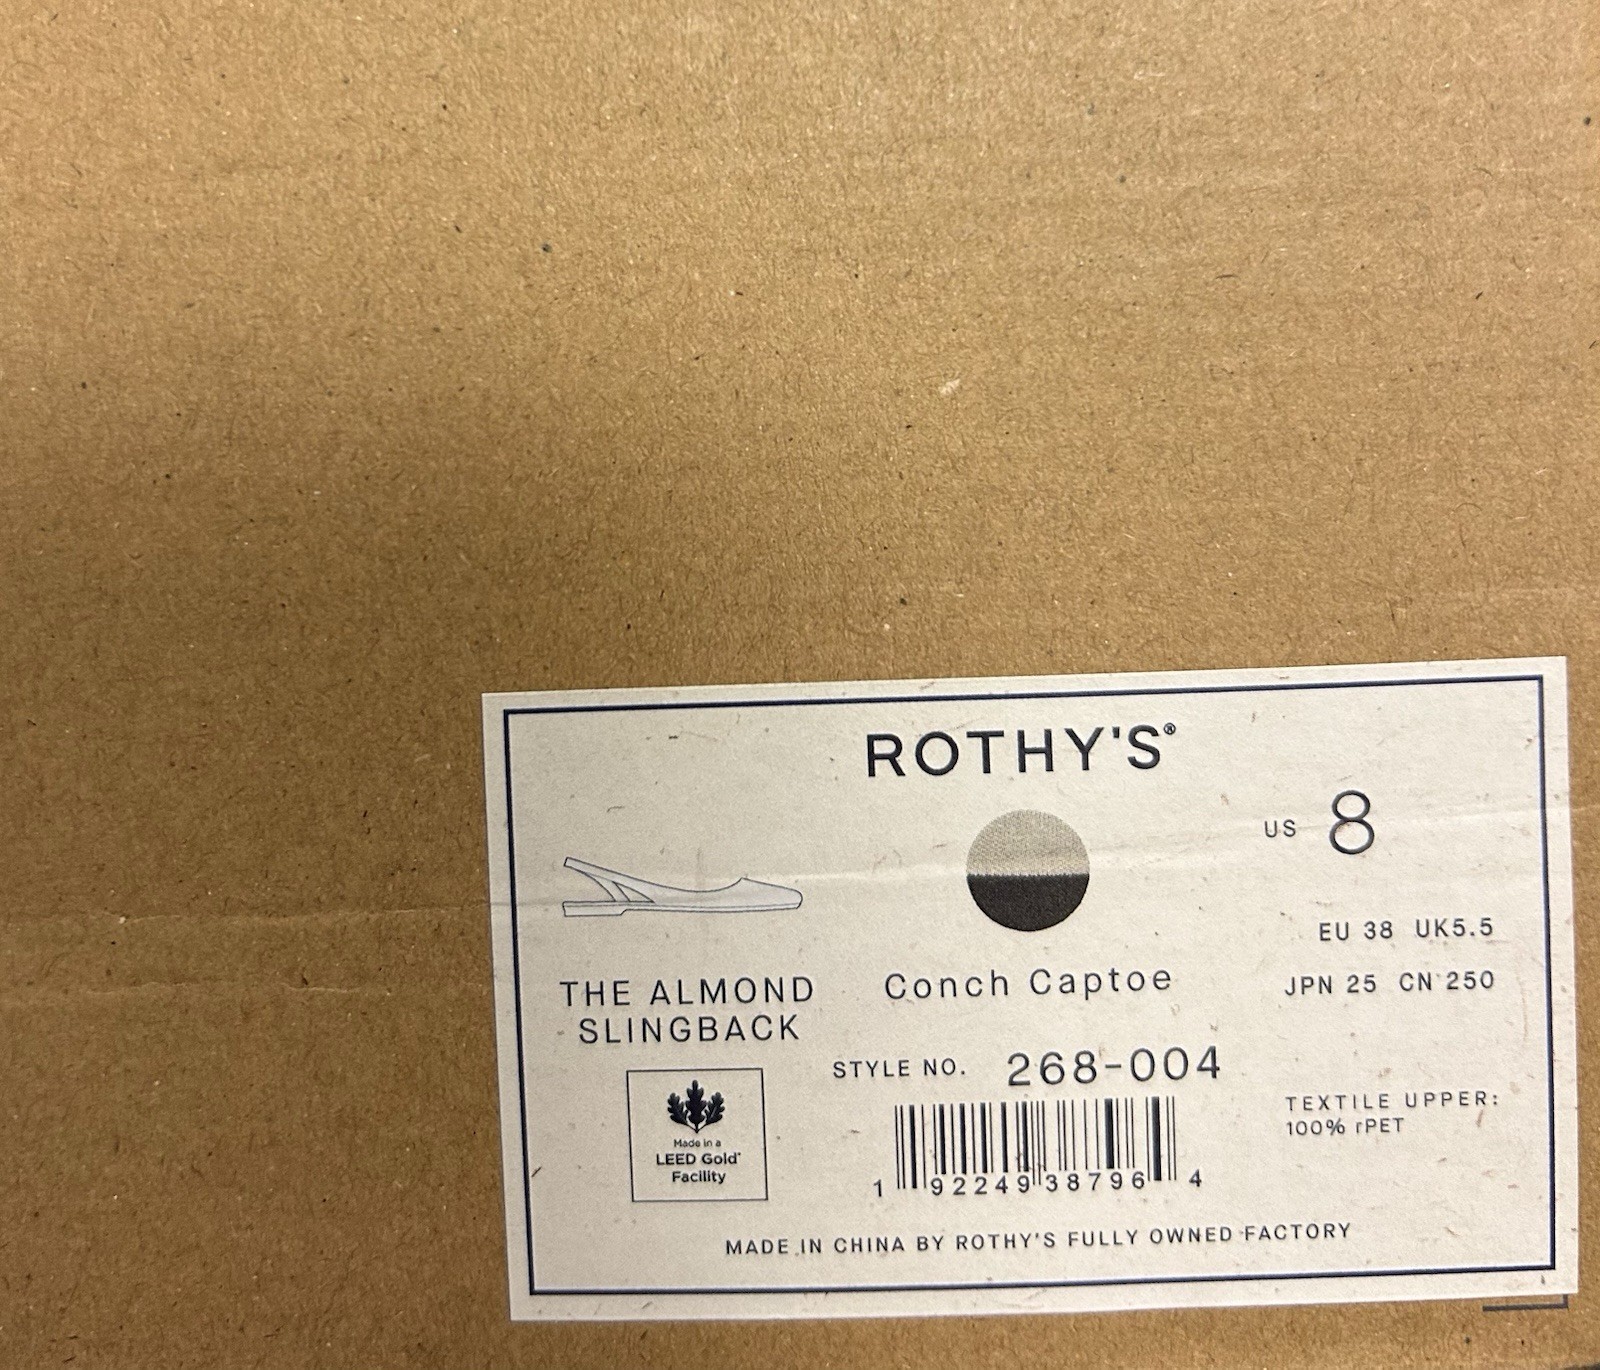 ROTHY'S®
US 8
EU 38 UK5.5
JPN 25 CN 250
THE ALMOND
SLINGBACK
Conch Captoe
STYLE NO. 268-004
TEXTILE UPPER:
100% rPET
Made in a
LEED Gold®
Facility
1 92249 38796 4
MADE IN CHINA BY ROTHY'S FULLY OWNED FACTORY